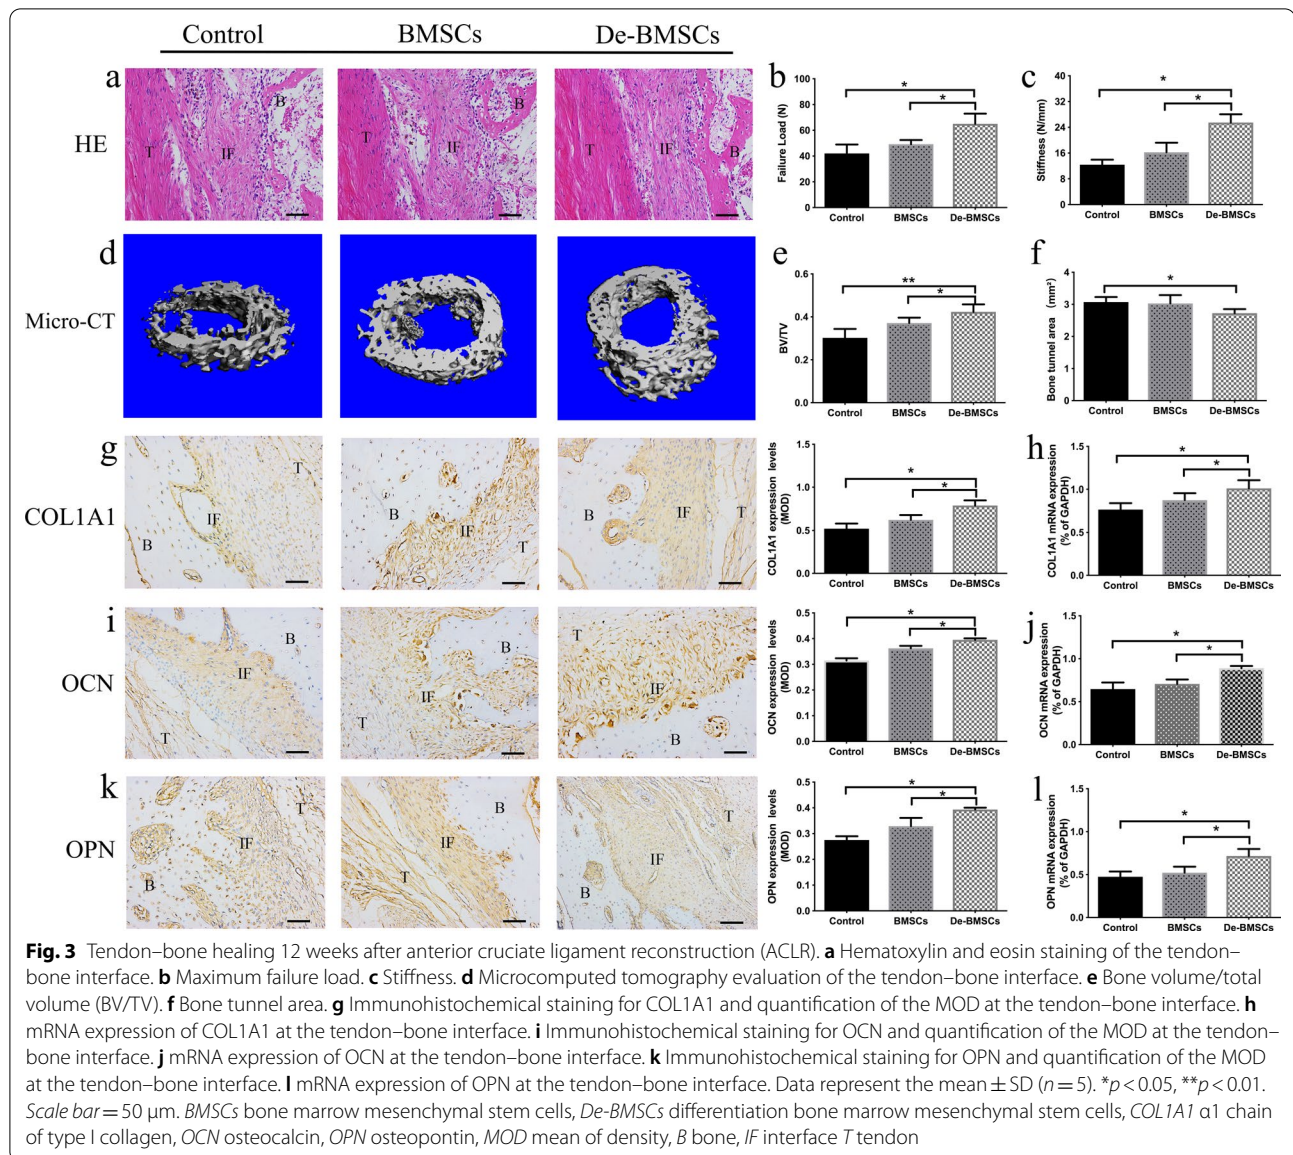 Control BMSCs De-BMSCs
a
HE
T IF B
T IF B
T IF B
b
Failure Load (N)
100
80
60
40
20
0
*
*
Control BMSCs De-BMSCs
c
Stiffness (N/mm)
40
32
24
16
8
0
*
*
Control BMSCs De-BMSCs
d
Micro-CT
e
BV/TV
0.6
0.4
0.2
0.0
**
*
Control BMSCs De-BMSCs
f
Bone tunnel area (mm²)
4
3
2
1
0
*
Control BMSCs De-BMSCs
g
COL1A1
B IF T
B IF T
B IF T
COL1A1 expression levels
(MOD)
1.5
1.0
0.5
0.0
*
*
Control BMSCs De-BMSCs
h
COL1A1 mRNA expression
(% of GAPDH)
1.5
1.0
0.5
0.0
*
*
Control BMSCs De-BMSCs
i
OCN
T IF B
T IF B
T IF B
OCN expression levels
(MOD)
0.5
0.4
0.3
0.2
0.1
0.0
*
*
Control BMSCs De-BMSCs
j
OCN mRNA expression
(% of GAPDH)
1.5
1.0
0.5
0.0
*
*
Control BMSCs De-BMSCs
k
OPN
B IF T
T IF B
B IF T
OPN expression levels
(MOD)
0.5
0.4
0.3
0.2
0.1
0.0
*
*
Control BMSCs De-BMSCs
l
OPN mRNA expression
(% of GAPDH)
1.5
1.0
0.5
0.0
*
*
Control BMSCs De-BMSCs
Fig. 3 Tendon–bone healing 12 weeks after anterior cruciate ligament reconstruction (ACLR). a Hematoxylin and eosin staining of the tendon–
bone interface. b Maximum failure load. c Stiffness. d Microcomputed tomography evaluation of the tendon–bone interface. e Bone volume/total
volume (BV/TV). f Bone tunnel area. g Immunohistochemical staining for COL1A1 and quantification of the MOD at the tendon–bone interface. h
mRNA expression of COL1A1 at the tendon–bone interface. i Immunohistochemical staining for OCN and quantification of the MOD at the tendon–
bone interface. j mRNA expression of OCN at the tendon–bone interface. k Immunohistochemical staining for OPN and quantification of the MOD
at the tendon–bone interface. l mRNA expression of OPN at the tendon–bone interface. Data represent the mean ± SD (n = 5). *p < 0.05, **p < 0.01.
Scale bar = 50 μm. BMSCs bone marrow mesenchymal stem cells, De-BMSCs differentiation bone marrow mesenchymal stem cells, COL1A1 α1 chain
of type I collagen, OCN osteocalcin, OPN osteopontin, MOD mean of density, B bone, IF interface T tendon